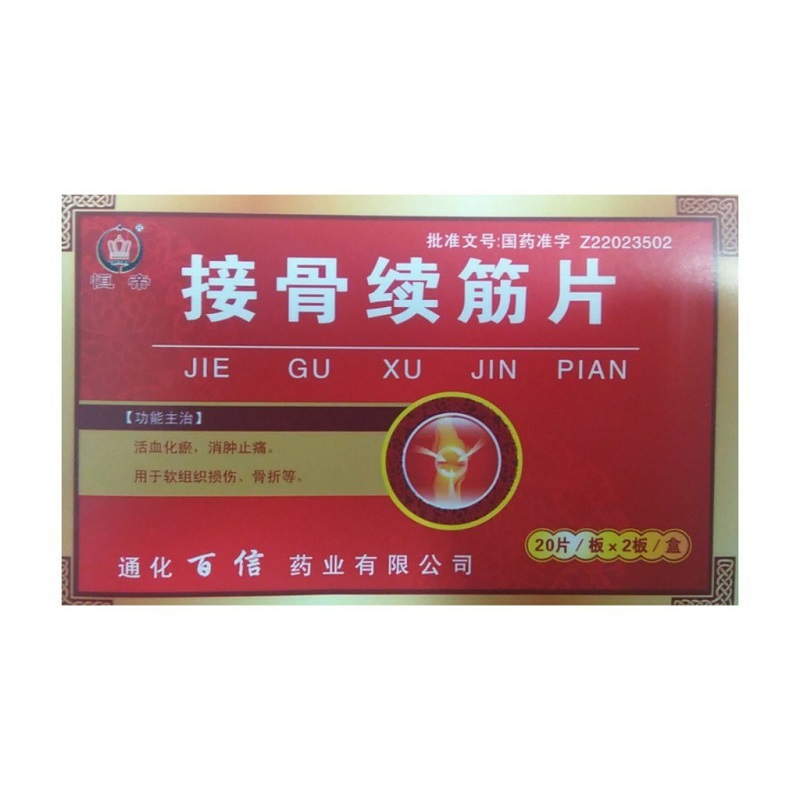 批准文号:国药准字 Z22023502
恒帝
接骨续筋片
JIE GU XU JIN PIAN
【功能主治】
活血化瘀，消肿止痛。
用于软组织损伤、骨折等。
20片/板×2板/盒
通化百信药业有限公司